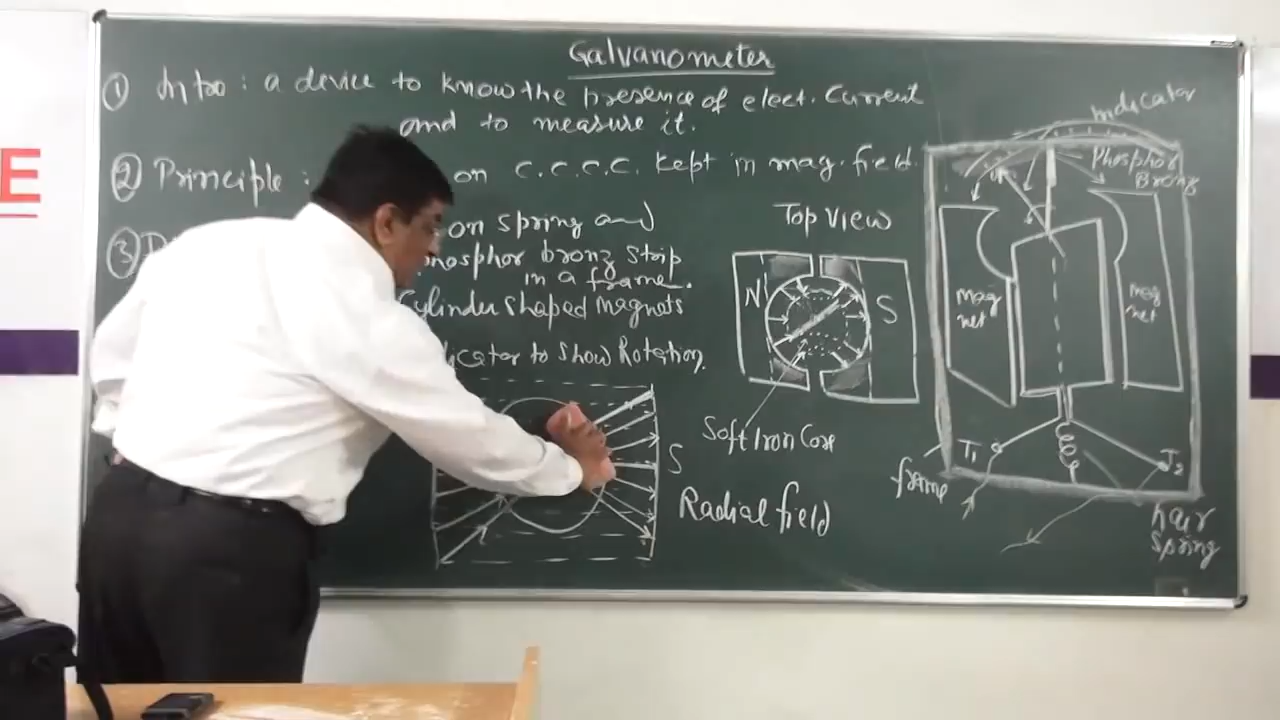 Galvanometer
① Intro : a device to know the presence of elect. Current
and to measure it.
② Principle : on C.C.C.C. kept in mag. field.
③ on spring and
phosphor bronz strip
in a frame.
Cylinder shaped magnets
to show Rotation.
S
Radial field
Top View
N S
Soft Iron Core
indicator
Phosphor
Bronz
mag
net
mag
net
T₁
frame
hair
spring
E